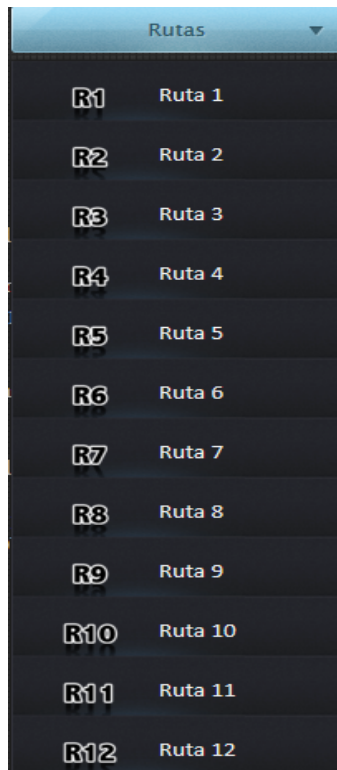 Rutas
R1 Ruta 1
R2 Ruta 2
R3 Ruta 3
R4 Ruta 4
R5 Ruta 5
R6 Ruta 6
R7 Ruta 7
R8 Ruta 8
R9 Ruta 9
R10 Ruta 10
R11 Ruta 11
R12 Ruta 12